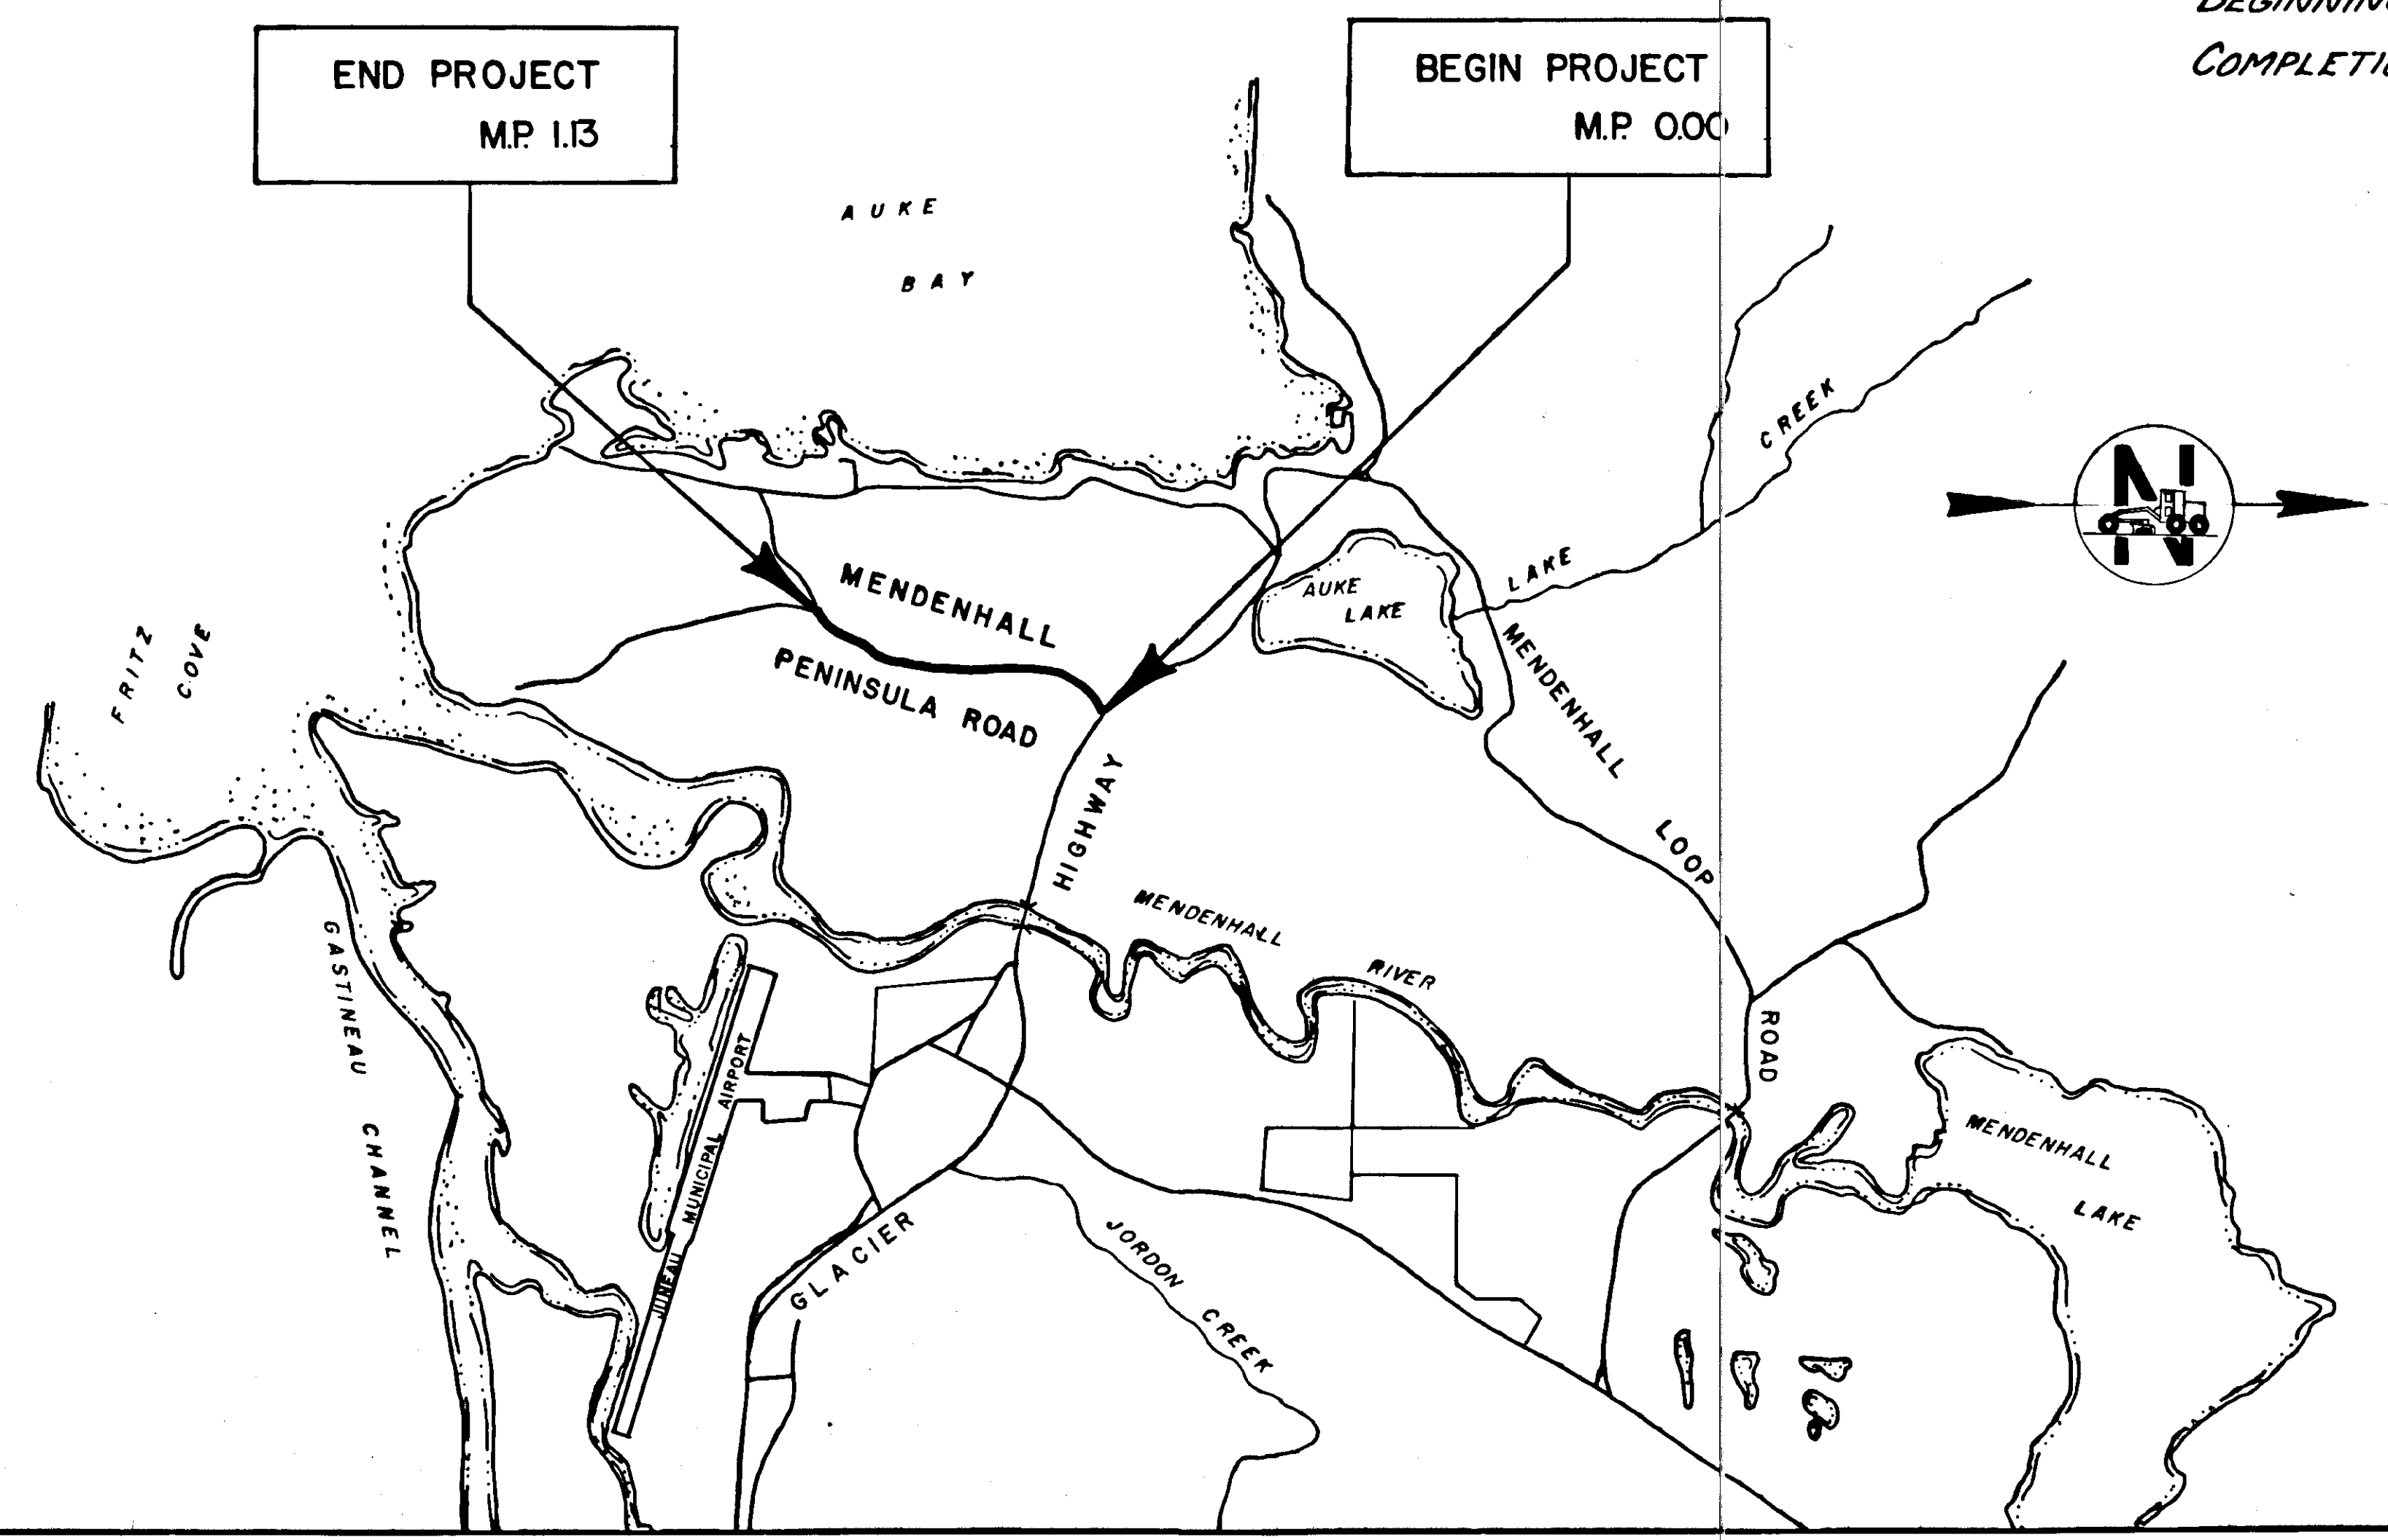 COMPLETI
END PROJECT
M.P. 1.13
BEGIN PROJECT
M.P. 0.00
AUKE
BAY
LAKE CREEK
N
MENDENHALL
PENINSULA ROAD
AUKE
LAKE
FRITZ
COVE
MENDENHALL LOOP ROAD
GLACIER HIGHWAY
MENDENHALL RIVER
GASTINEAU CHANNEL
JUNEAU MUNICIPAL AIRPORT
MENDENHALL
LAKE
JORDON CREEK